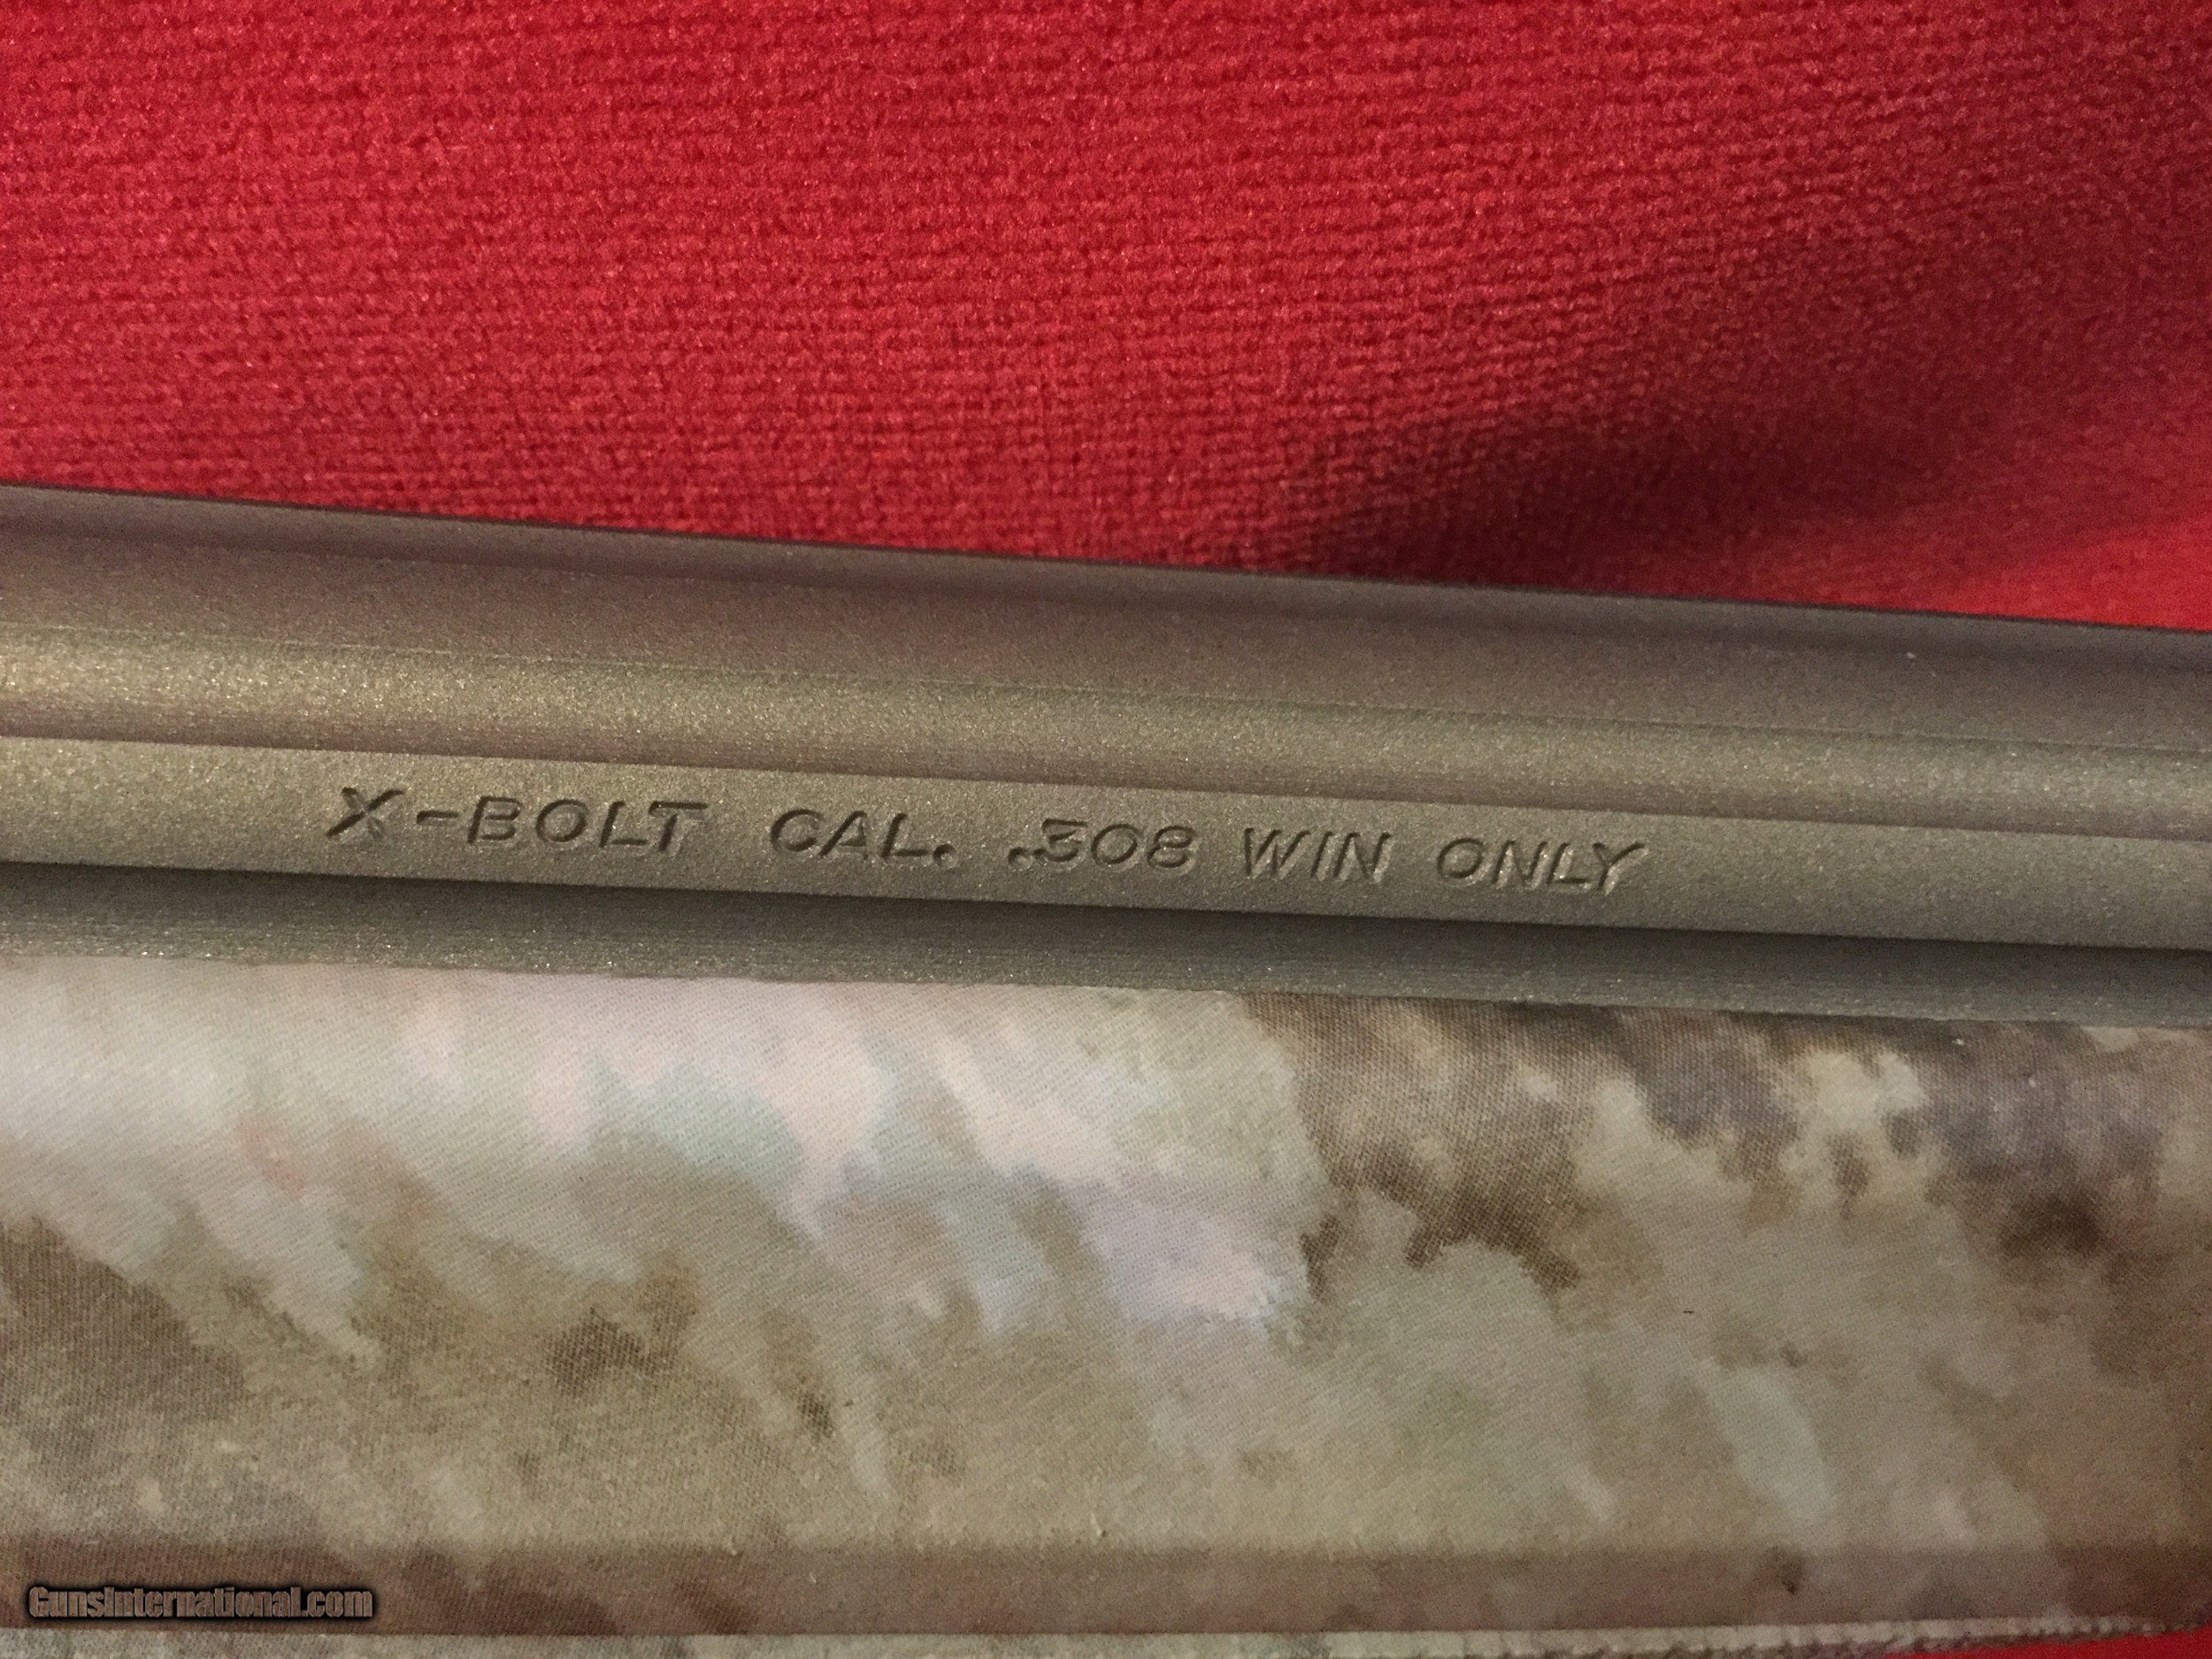 X-BOLT CAL. .308 WIN ONLY
GunsInternational.com